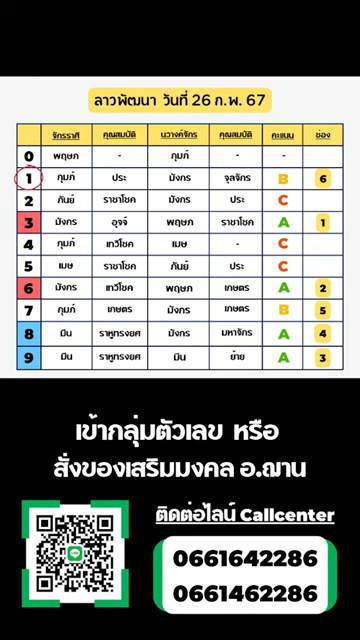 ลาวพัฒนา วันที่ 26 ก.พ. 67
จักรราศี คุณสมบัติ นวางค์จักร คุณสมบัติ คะแนน ช่อง
0 พฤษภ - กุมภ์ - -
1 กุมภ์ ประ มังกร จุลจักร B 6
2 กันย์ ราชาโชค มังกร ประ C
3 มังกร อุจจ์ พฤษภ ราชาโชค A 1
4 กุมภ์ เทวีโชค เมษ - C
5 เมษ ราชาโชค กันย์ ประ C
6 มังกร เทวีโชค พฤษภ เกษตร A 2
7 กุมภ์ เกษตร มังกร เกษตร B 5
8 มีน ราหูทรงยศ มังกร มหาจักร A 4
9 มีน ราหูทรงยศ มีน ย้าย A 3
เข้ากลุ่มตัวเลข หรือ
สั่งของเสริมมงคล อ.ฌาน
ติดต่อไลน์ Callcenter
0661642286
0661462286